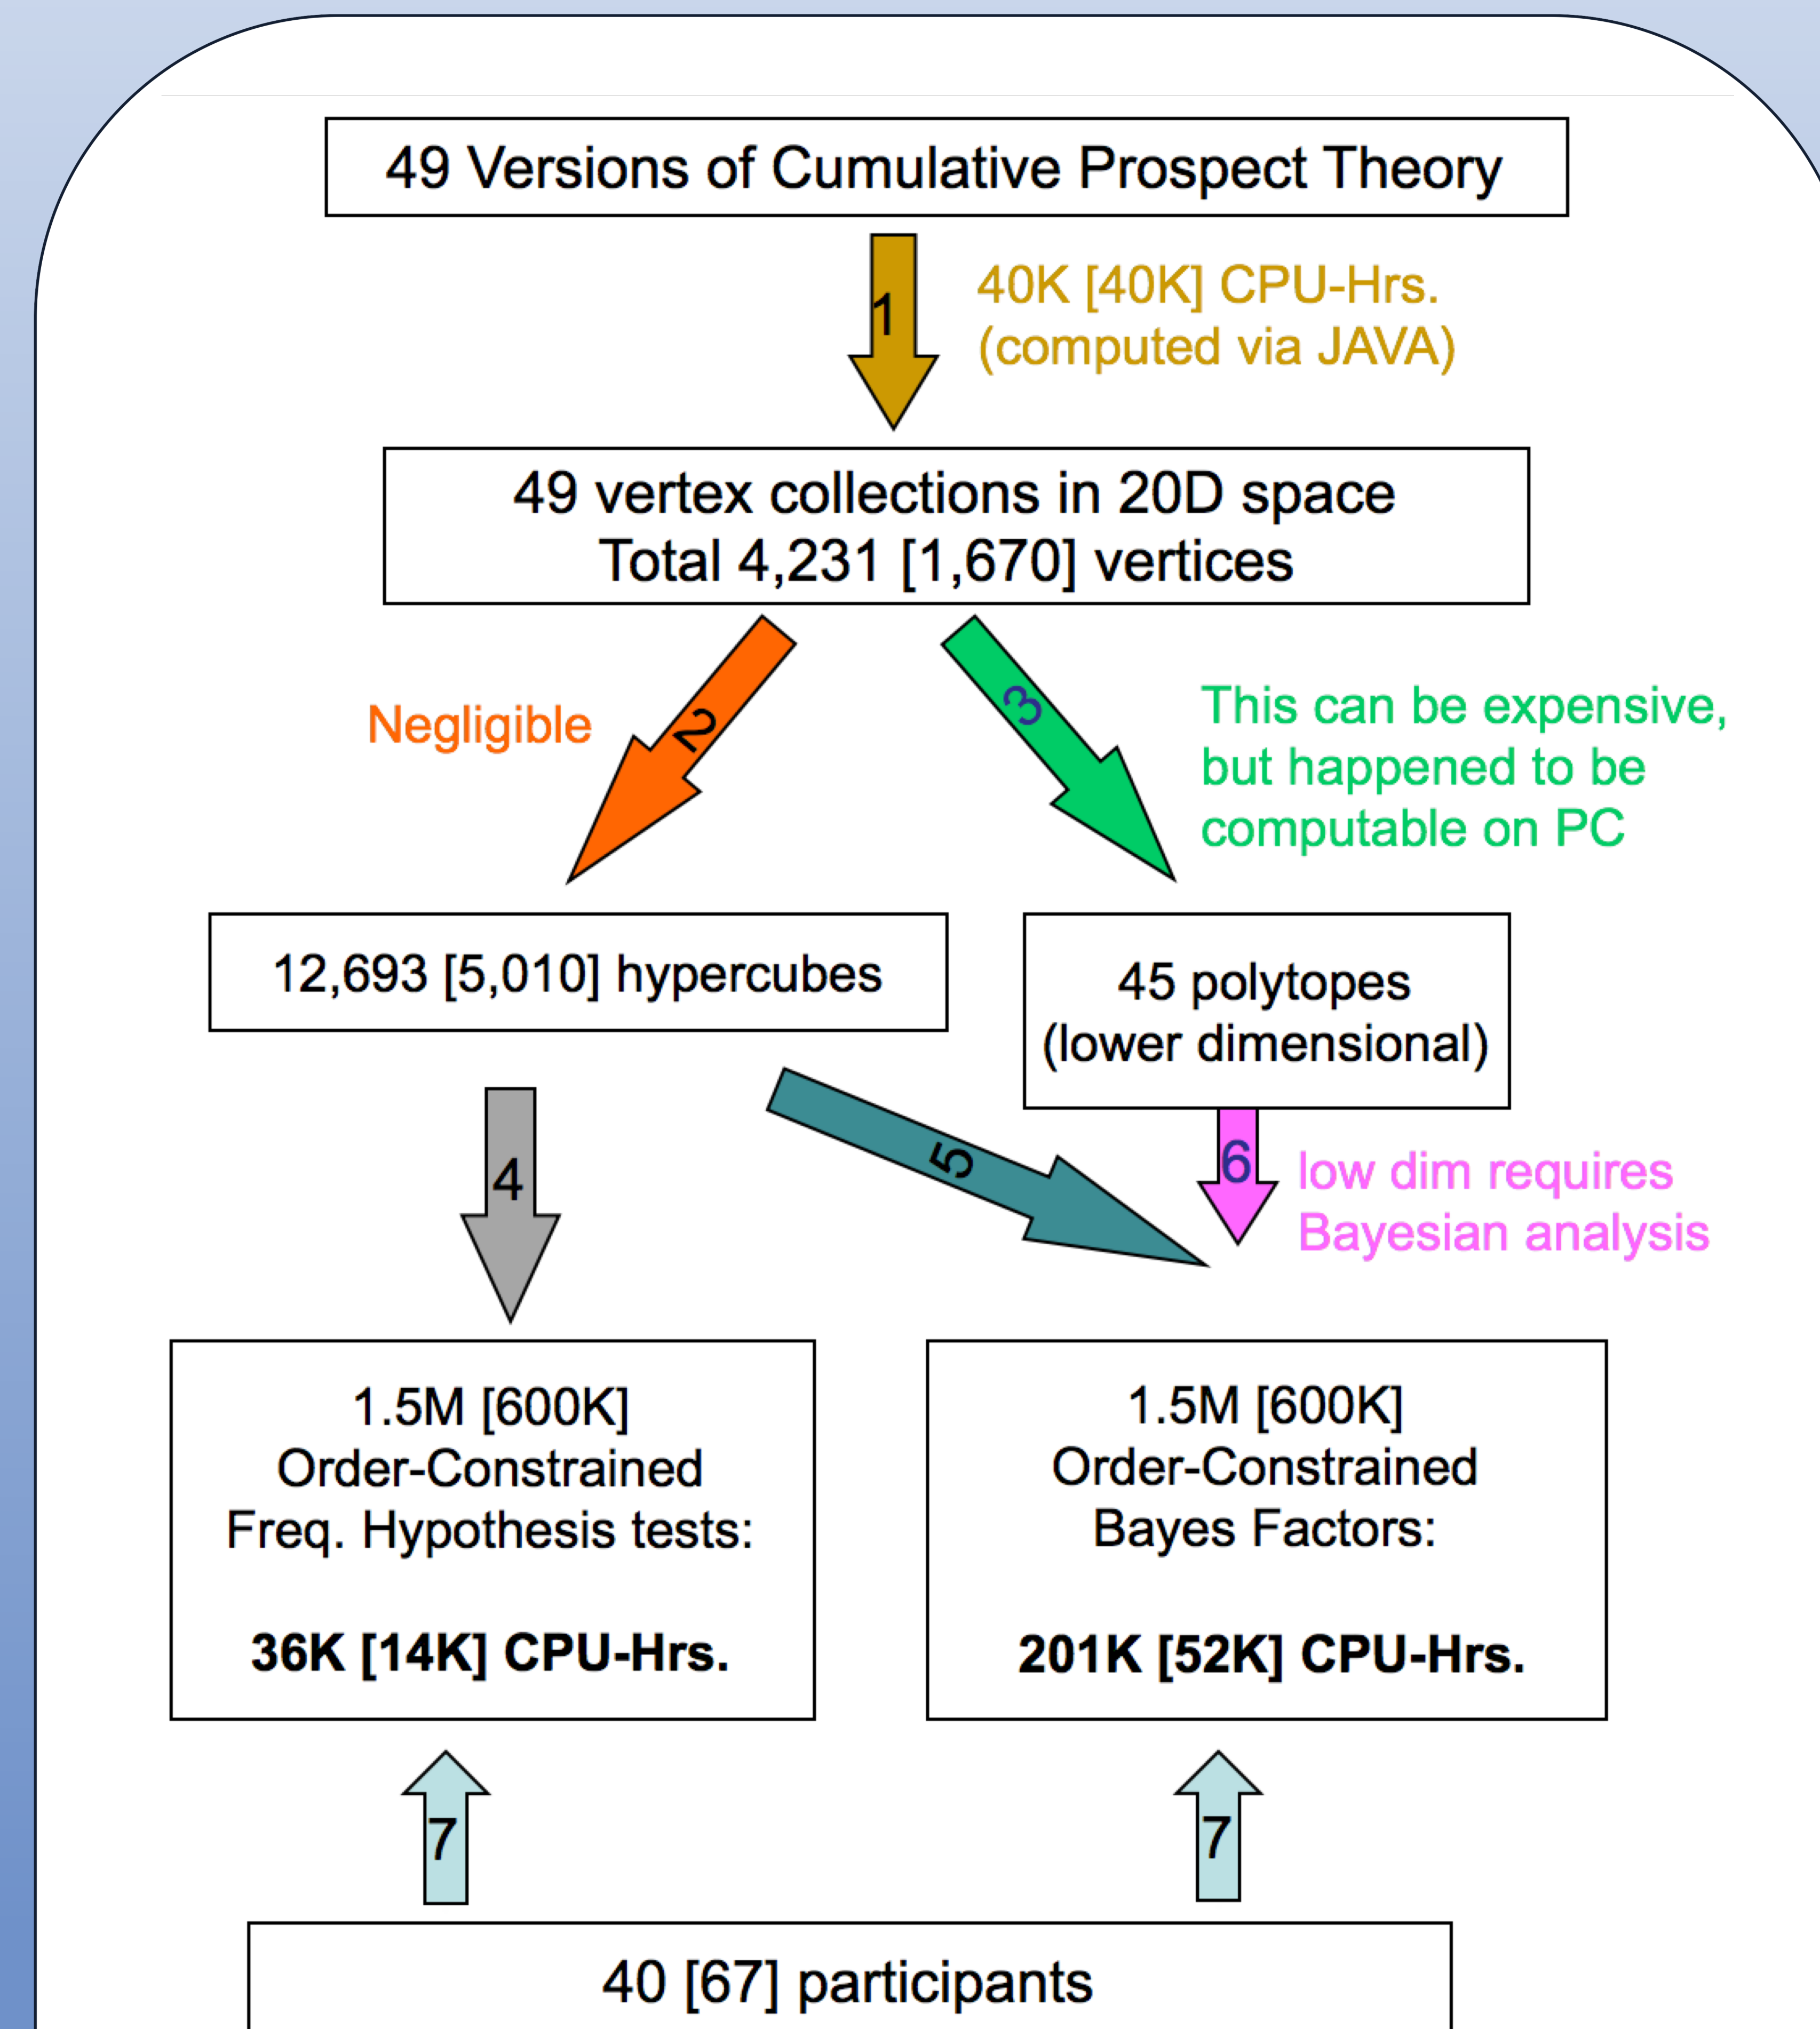 49 Versions of Cumulative Prospect Theory
1
40K [40K] CPU-Hrs.
(computed via JAVA)
49 vertex collections in 20D space
Total 4,231 [1,670] vertices
Negligible
2
3
This can be expensive,
but happened to be
computable on PC
12,693 [5,010] hypercubes
45 polytopes
(lower dimensional)
4
5
6
low dim requires
Bayesian analysis
1.5M [600K]
Order-Constrained
Freq. Hypothesis tests:
36K [14K] CPU-Hrs.
1.5M [600K]
Order-Constrained
Bayes Factors:
201K [52K] CPU-Hrs.
7
7
40 [67] participants